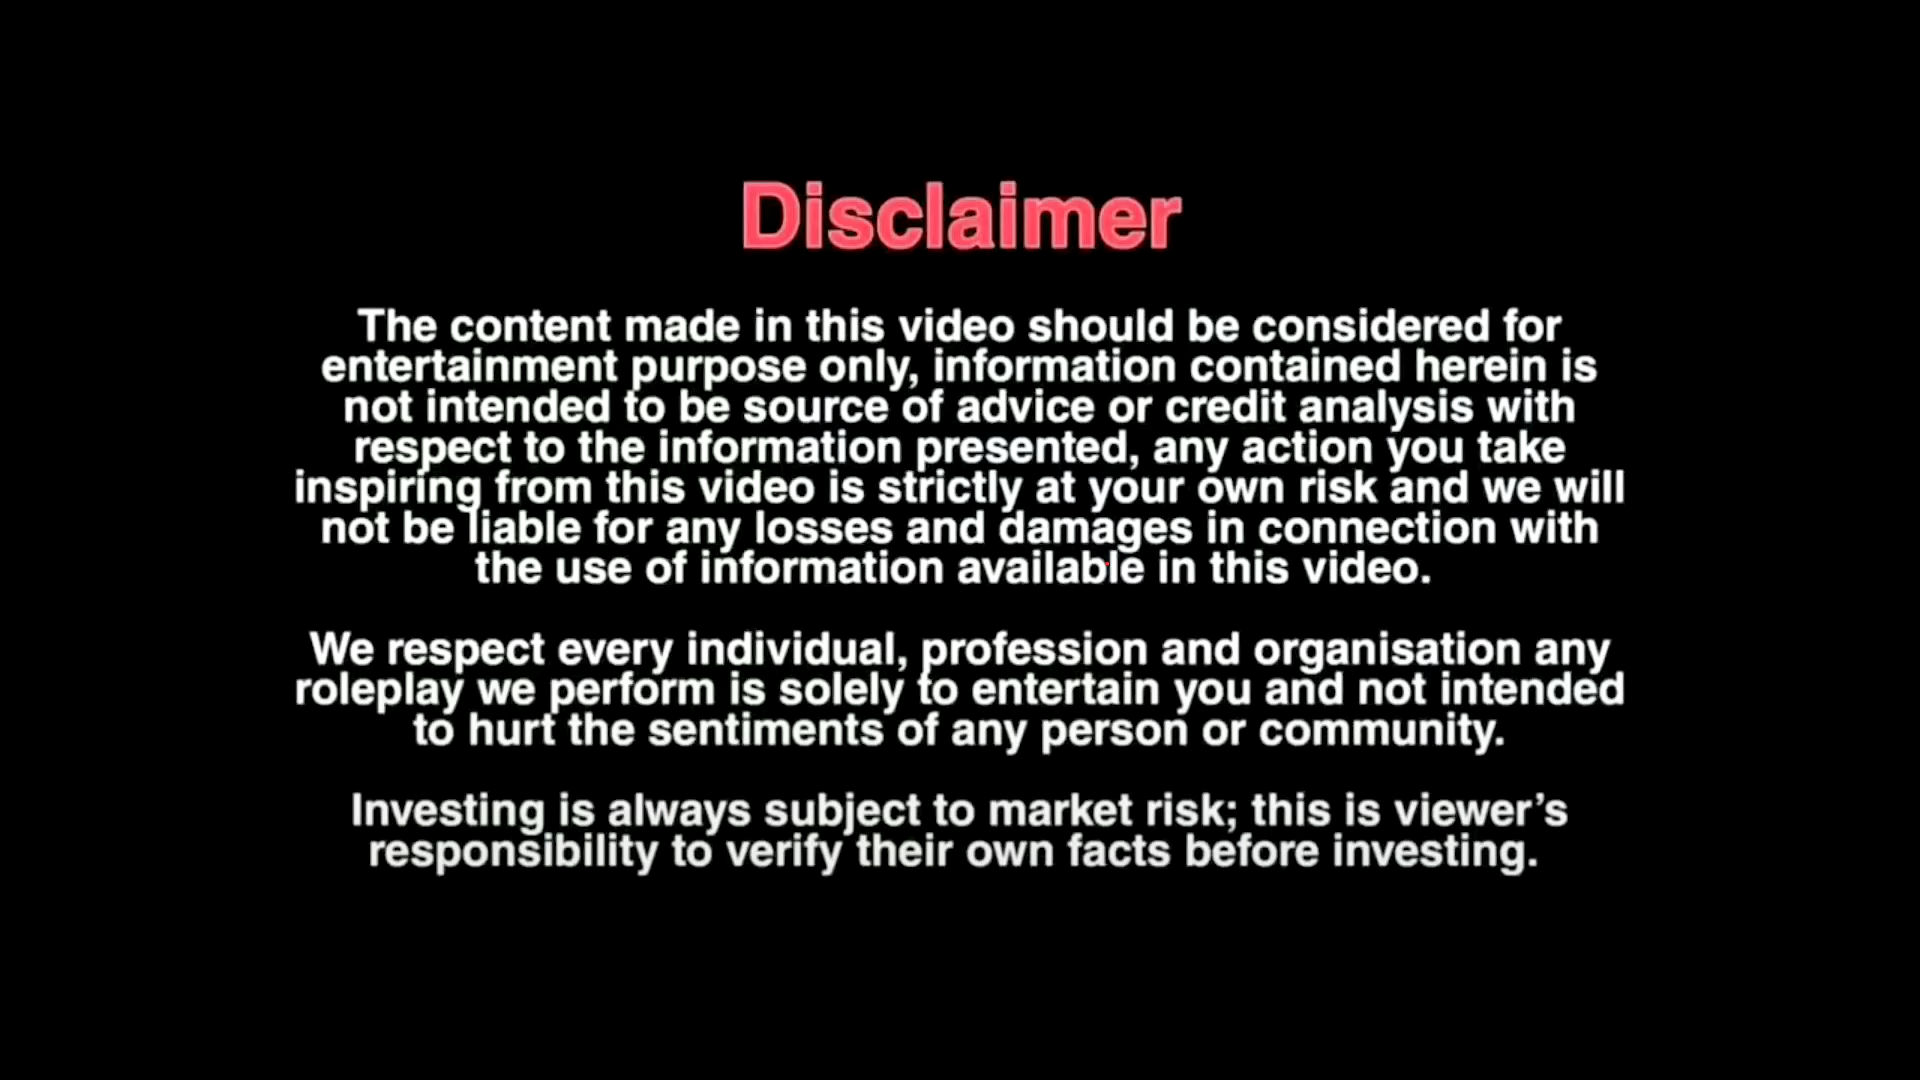 Disclaimer
The content made in this video should be considered for
entertainment purpose only, information contained herein is
not intended to be source of advice or credit analysis with
respect to the information presented, any action you take
inspiring from this video is strictly at your own risk and we will
not be liable for any losses and damages in connection with
the use of information available in this video.
We respect every individual, profession and organisation any
roleplay we perform is solely to entertain you and not intended
to hurt the sentiments of any person or community.
Investing is always subject to market risk; this is viewer’s
responsibility to verify their own facts before investing.